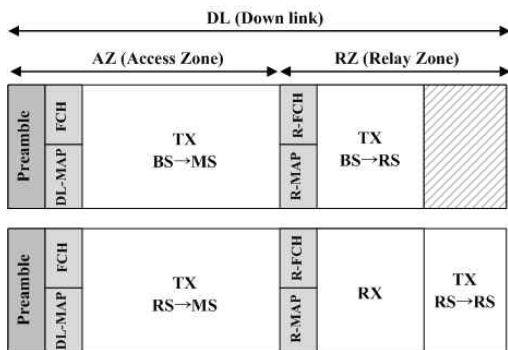 DL (Down link)
AZ (Access Zone)
RZ (Relay Zone)
Preamble
FCH
DL-MAP
TX
BS→MS
R-FCH
R-MAP
TX
BS→RS
Preamble
FCH
DL-MAP
TX
RS→MS
R-FCH
R-MAP
RX
TX
RS→RS